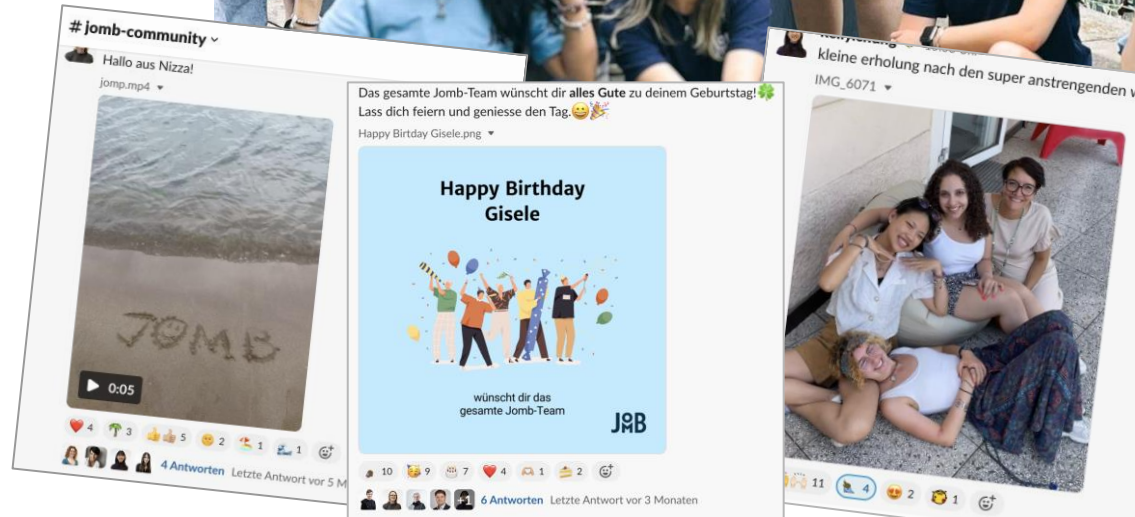 # jomb-community
Hallo aus Nizza!
jomp.mp4
JOMB
0:05
4 3 5 2 1 1
4 Antworten Letzte Antwort vor 5 M
Das gesamte Jomb-Team wünscht dir alles Gute zu deinem Geburtstag!🍀
Lass dich feiern und geniesse den Tag.😄🎉
Happy Birtday Gisele.png
Happy Birthday
Gisele
wünscht dir das
gesamte Jomb-Team
JOMB
10 9 7 4 1 2
+1
6 Antworten Letzte Antwort vor 3 Monaten
kleine erholung nach den super anstrengenden
IMG_6071
11 4 2 1